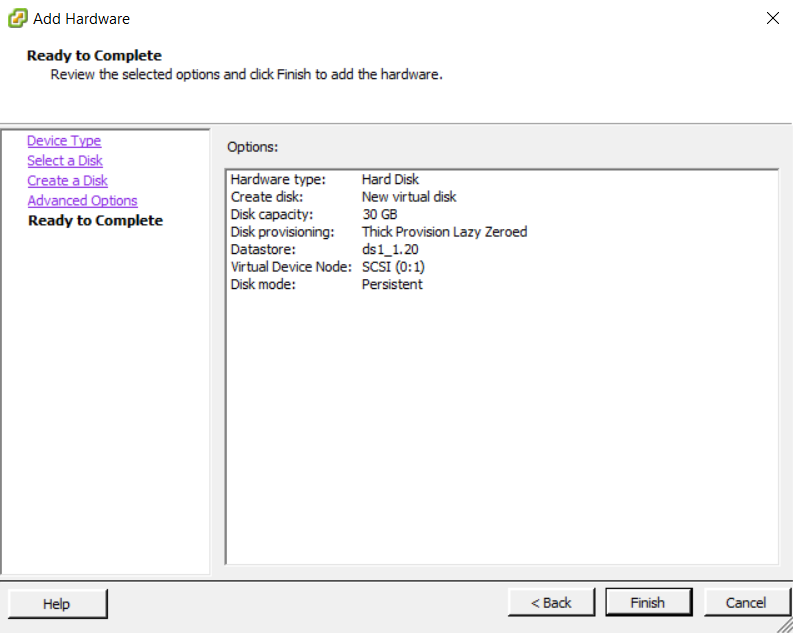 Add Hardware
Ready to Complete
Review the selected options and click Finish to add the hardware.
Device Type
Select a Disk
Create a Disk
Advanced Options
Ready to Complete
Options:
Hardware type: Hard Disk
Create disk: New virtual disk
Disk capacity: 30 GB
Disk provisioning: Thick Provision Lazy Zeroed
Datastore: ds1_1.20
Virtual Device Node: SCSI (0:1)
Disk mode: Persistent
Help < Back Finish Cancel